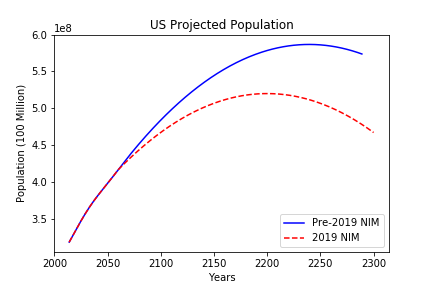 US Projected Population
1e8
6.0
5.5
5.0
4.5
4.0
3.5
Population (100 Million)
2000
2050
2100
2150
2200
2250
2300
Years
Pre-2019 NIM
2019 NIM